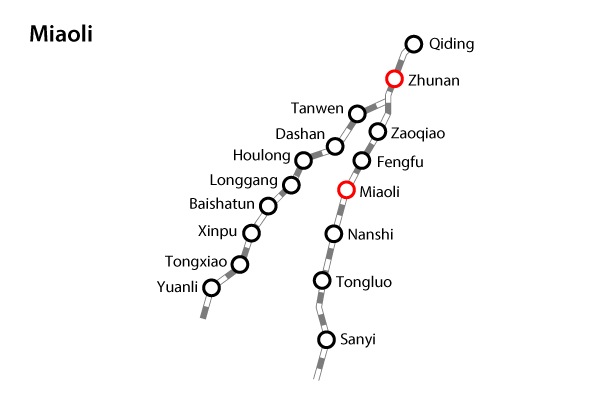 Miaoli
Qiding
Zhunan
Tanwen
Zaoqiao
Dashan
Houlong
Fengfu
Longgang
Miaoli
Baishatun
Xinpu
Nanshi
Tongxiao
Tongluo
Yuanli
Sanyi